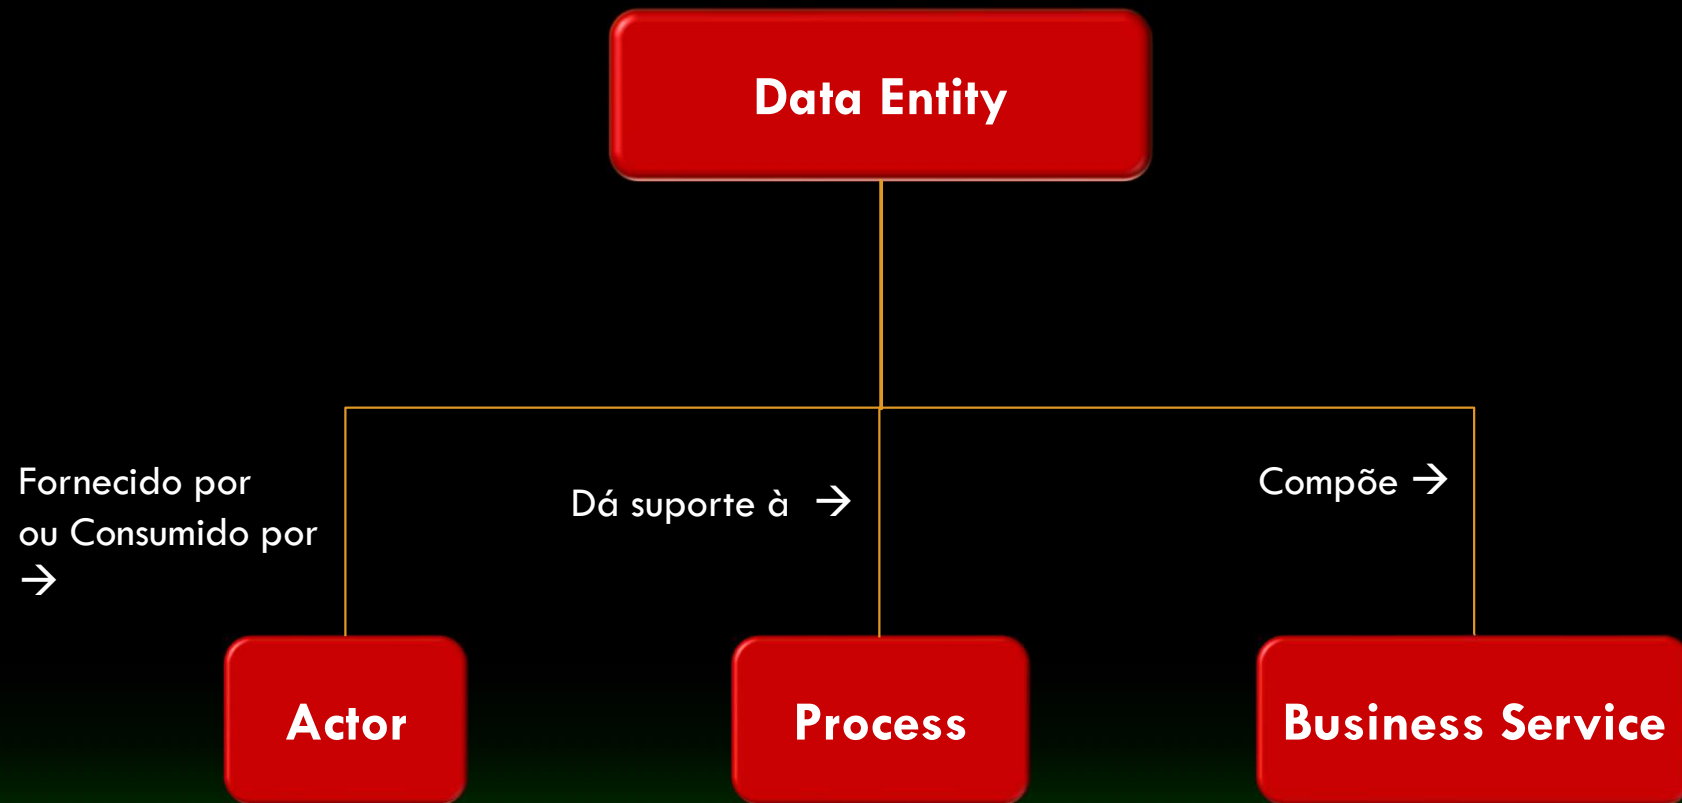 Data Entity
Fornecido por
ou Consumido por
→
Dá suporte à →
Compõe →
Actor
Process
Business Service